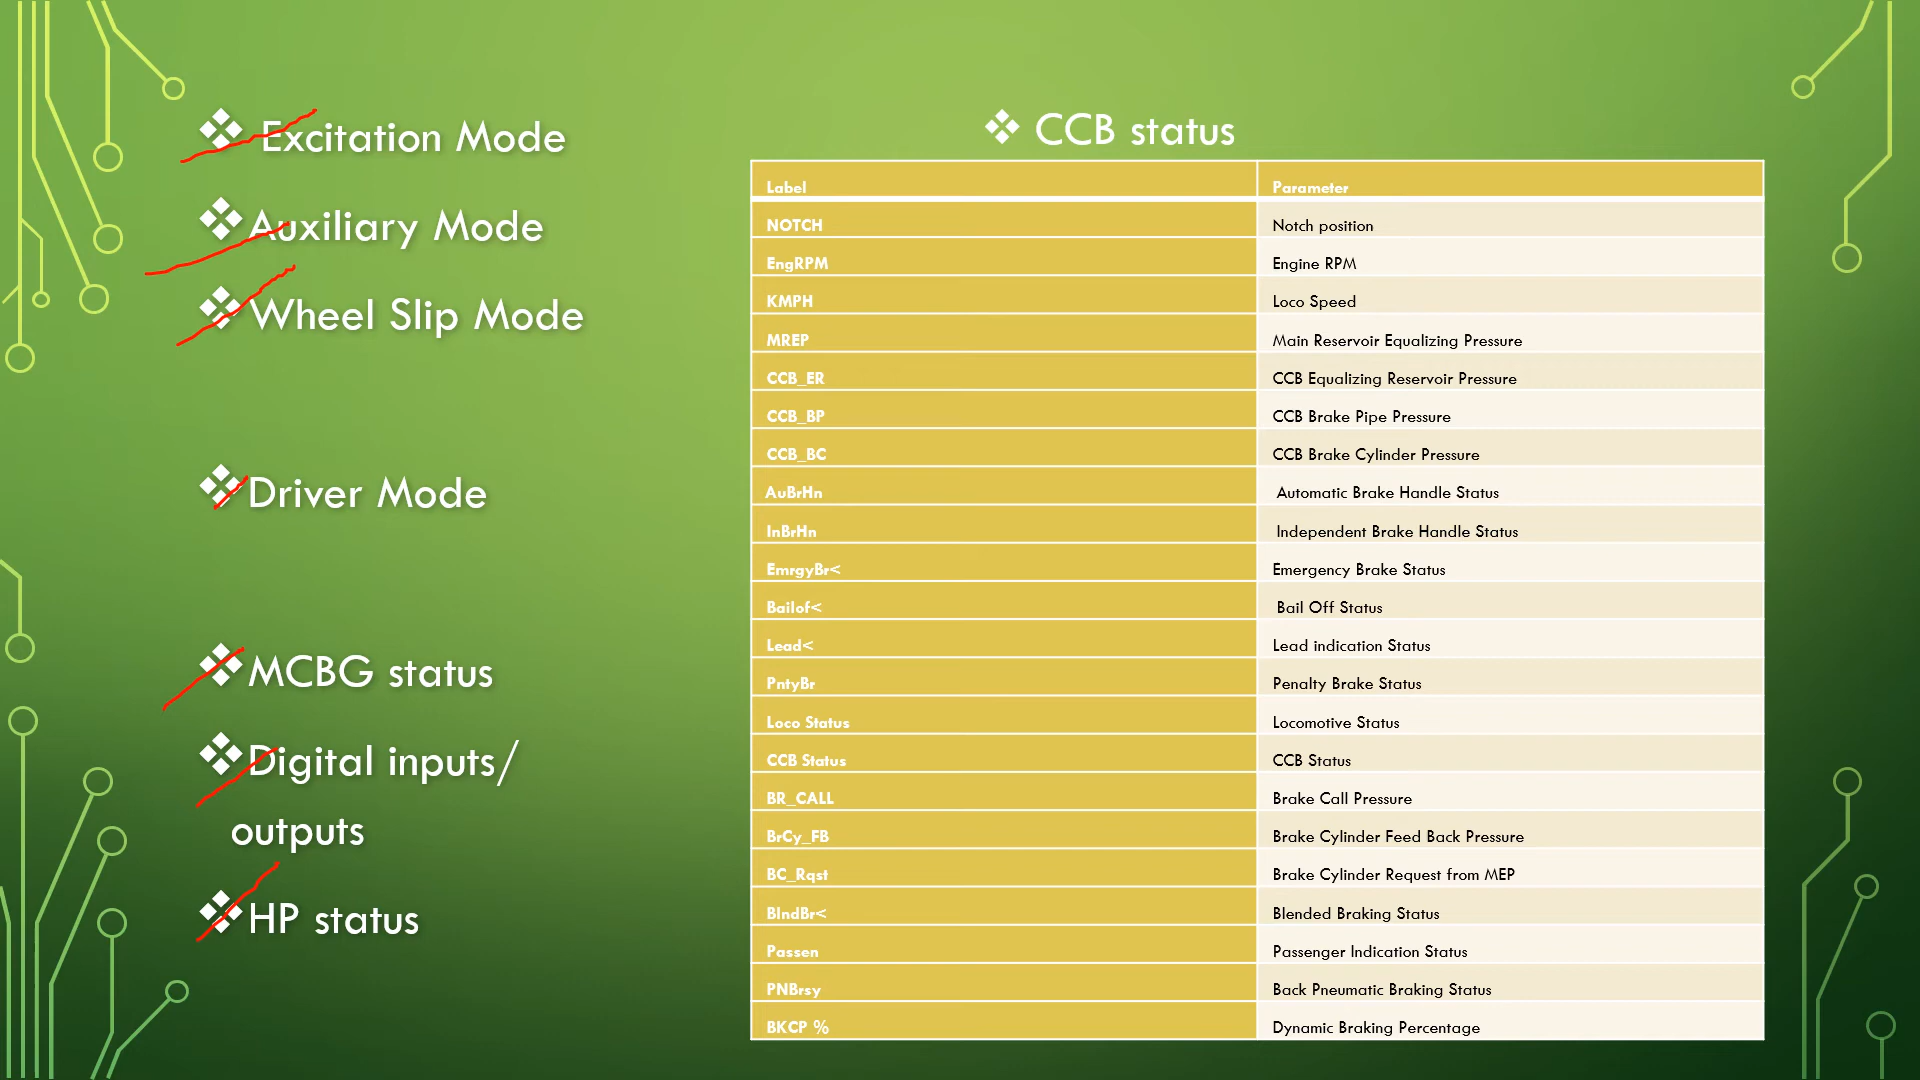 Excitation Mode
Auxiliary Mode
Wheel Slip Mode
Driver Mode
MCBG status
Digital inputs/
outputs
HP status
CCB status
Label Parameter
NOTCH Notch position
EngRPM Engine RPM
KMPH Loco Speed
MREP Main Reservoir Equalizing Pressure
CCB_ER CCB Equalizing Reservoir Pressure
CCB_BP CCB Brake Pipe Pressure
CCB_BC CCB Brake Cylinder Pressure
AuBrHn Automatic Brake Handle Status
InBrHn Independent Brake Handle Status
EmrgyBr< Emergency Brake Status
Bailof< Bail Off Status
Lead< Lead indication Status
PntyBr Penalty Brake Status
Loco Status Locomotive Status
CCB Status CCB Status
BR_CALL Brake Call Pressure
BrCy_FB Brake Cylinder Feed Back Pressure
BC_Rqst Brake Cylinder Request from MEP
BlndBr< Blended Braking Status
Passen Passenger Indication Status
PNBrsy Back Pneumatic Braking Status
BKCP % Dynamic Braking Percentage